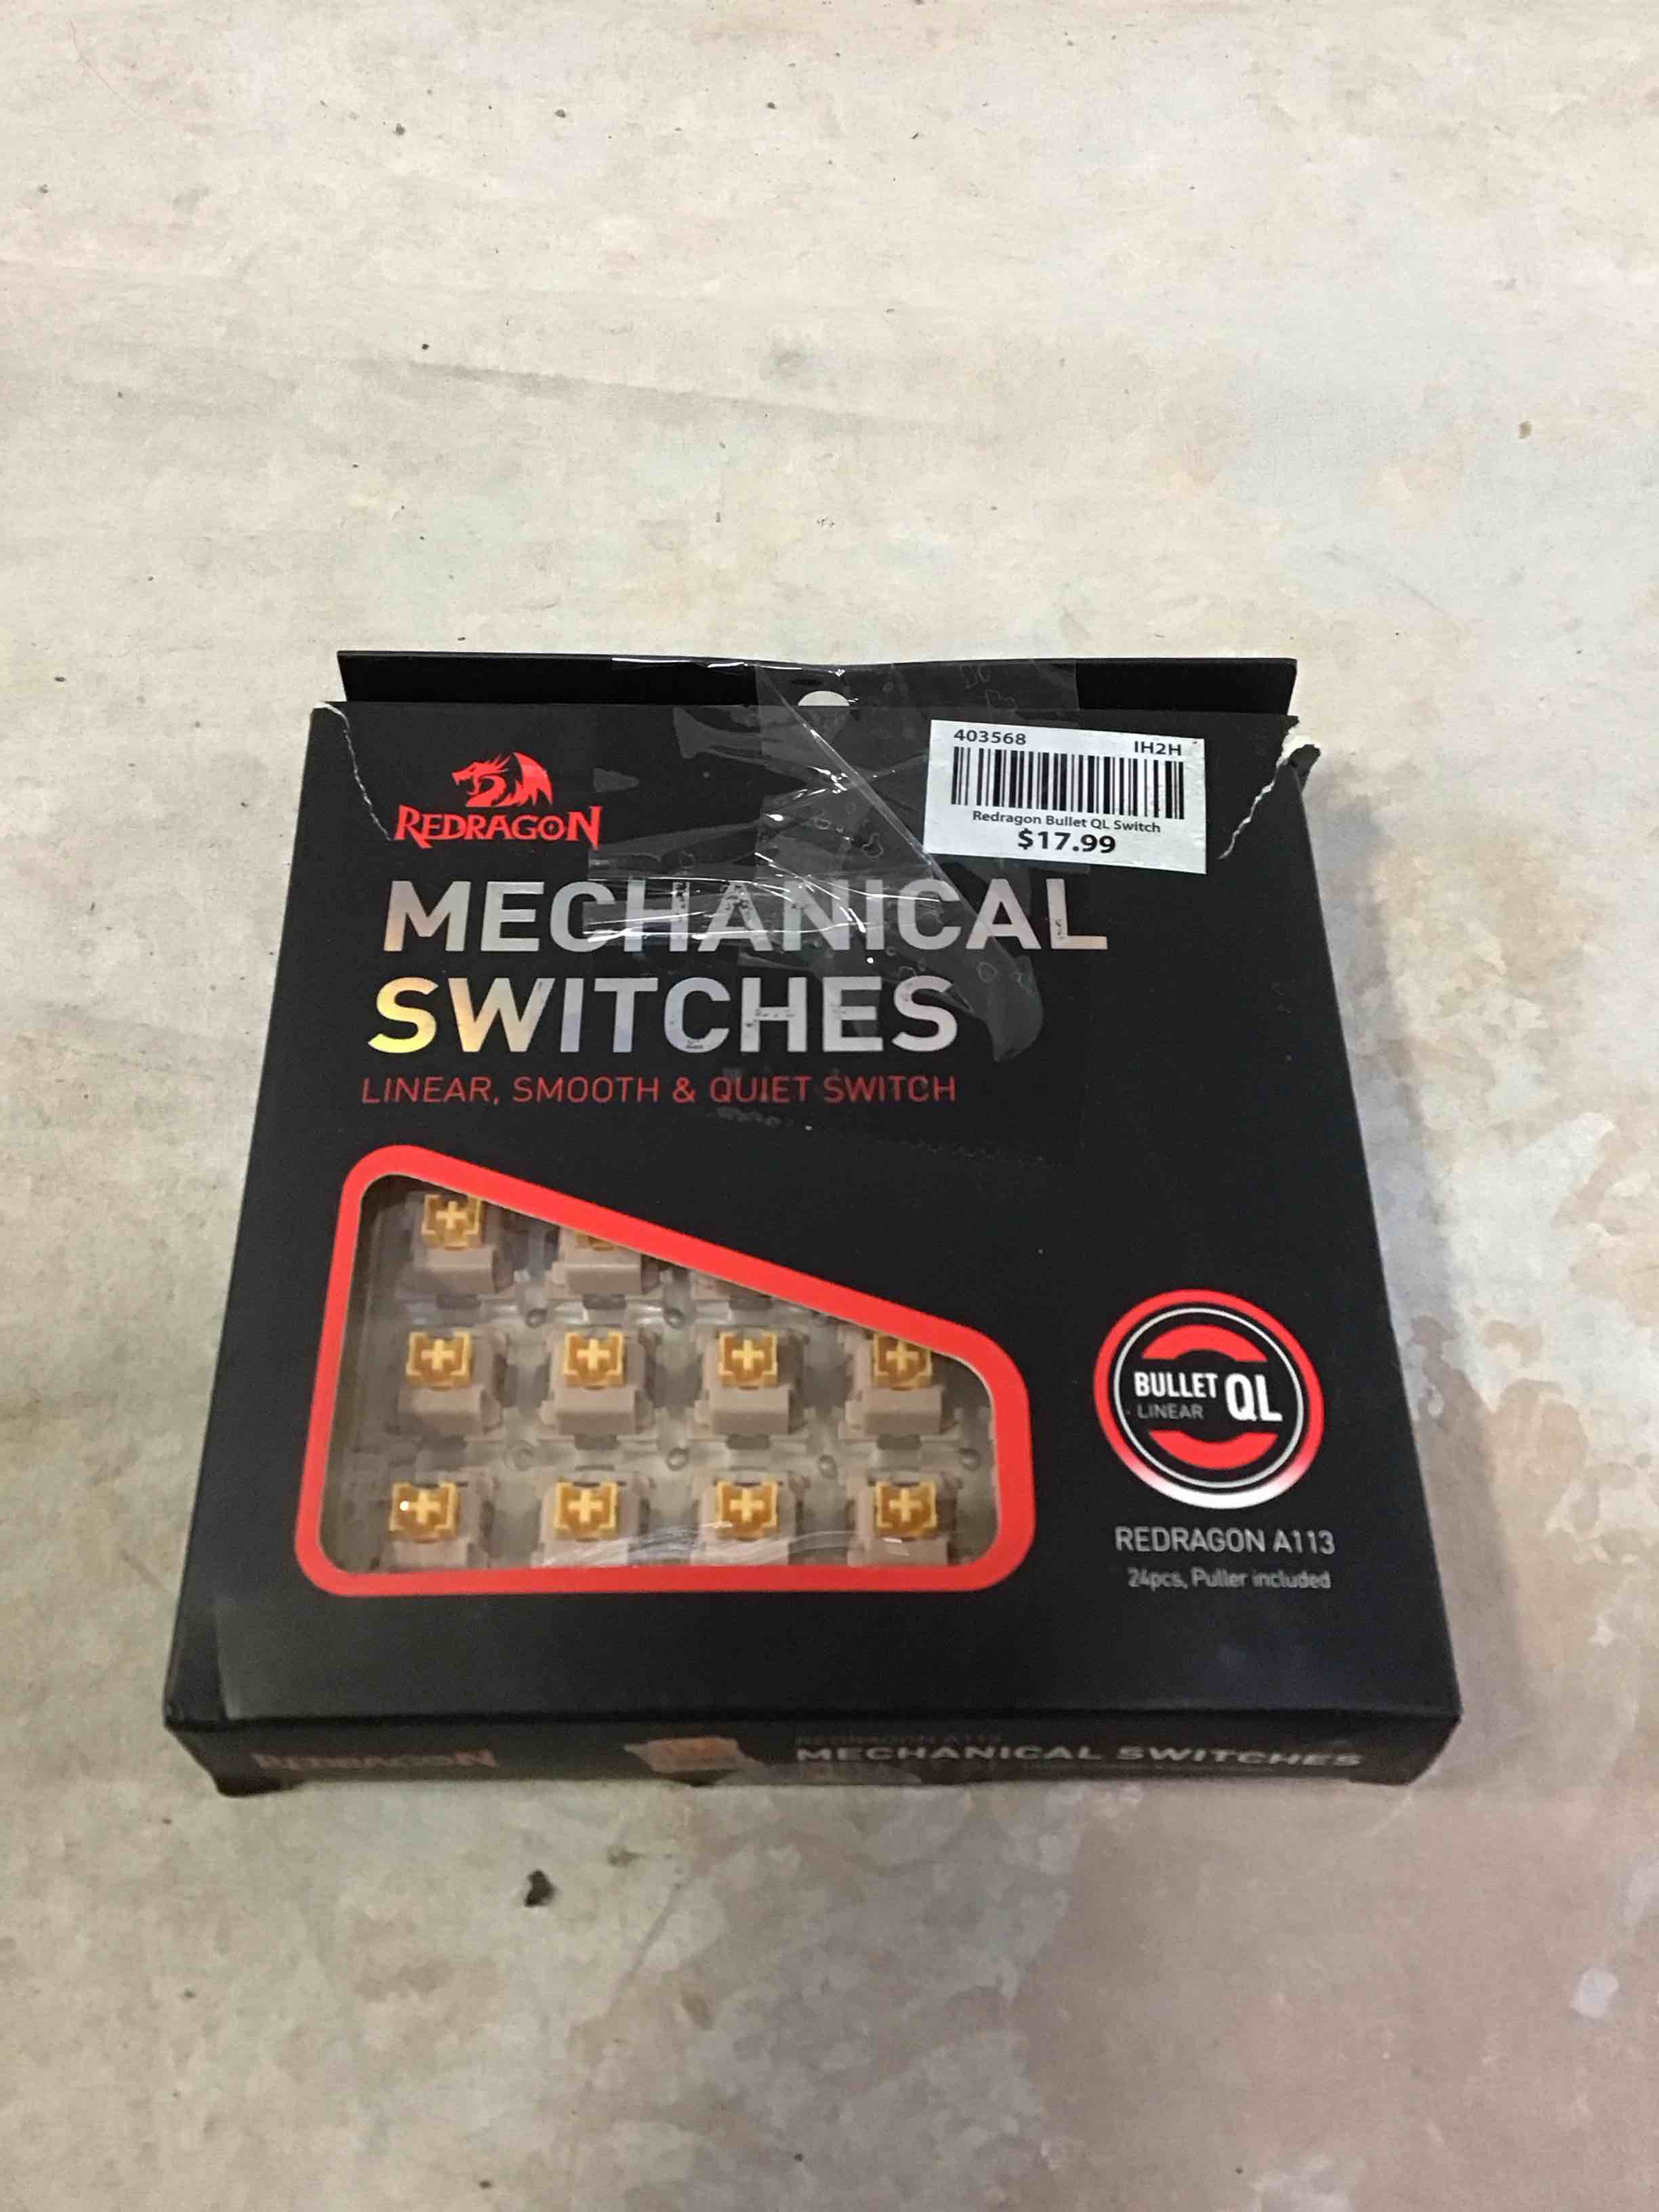 403568 IH2H
Redragon Bullet QL Switch
$17.99
REDRAGON
MECHANICAL
SWITCHES
LINEAR, SMOOTH & QUIET SWITCH
BULLET QL
LINEAR
REDRAGON A113
24pcs, Puller included
REDRAGON
MECHANICAL SWITCHES